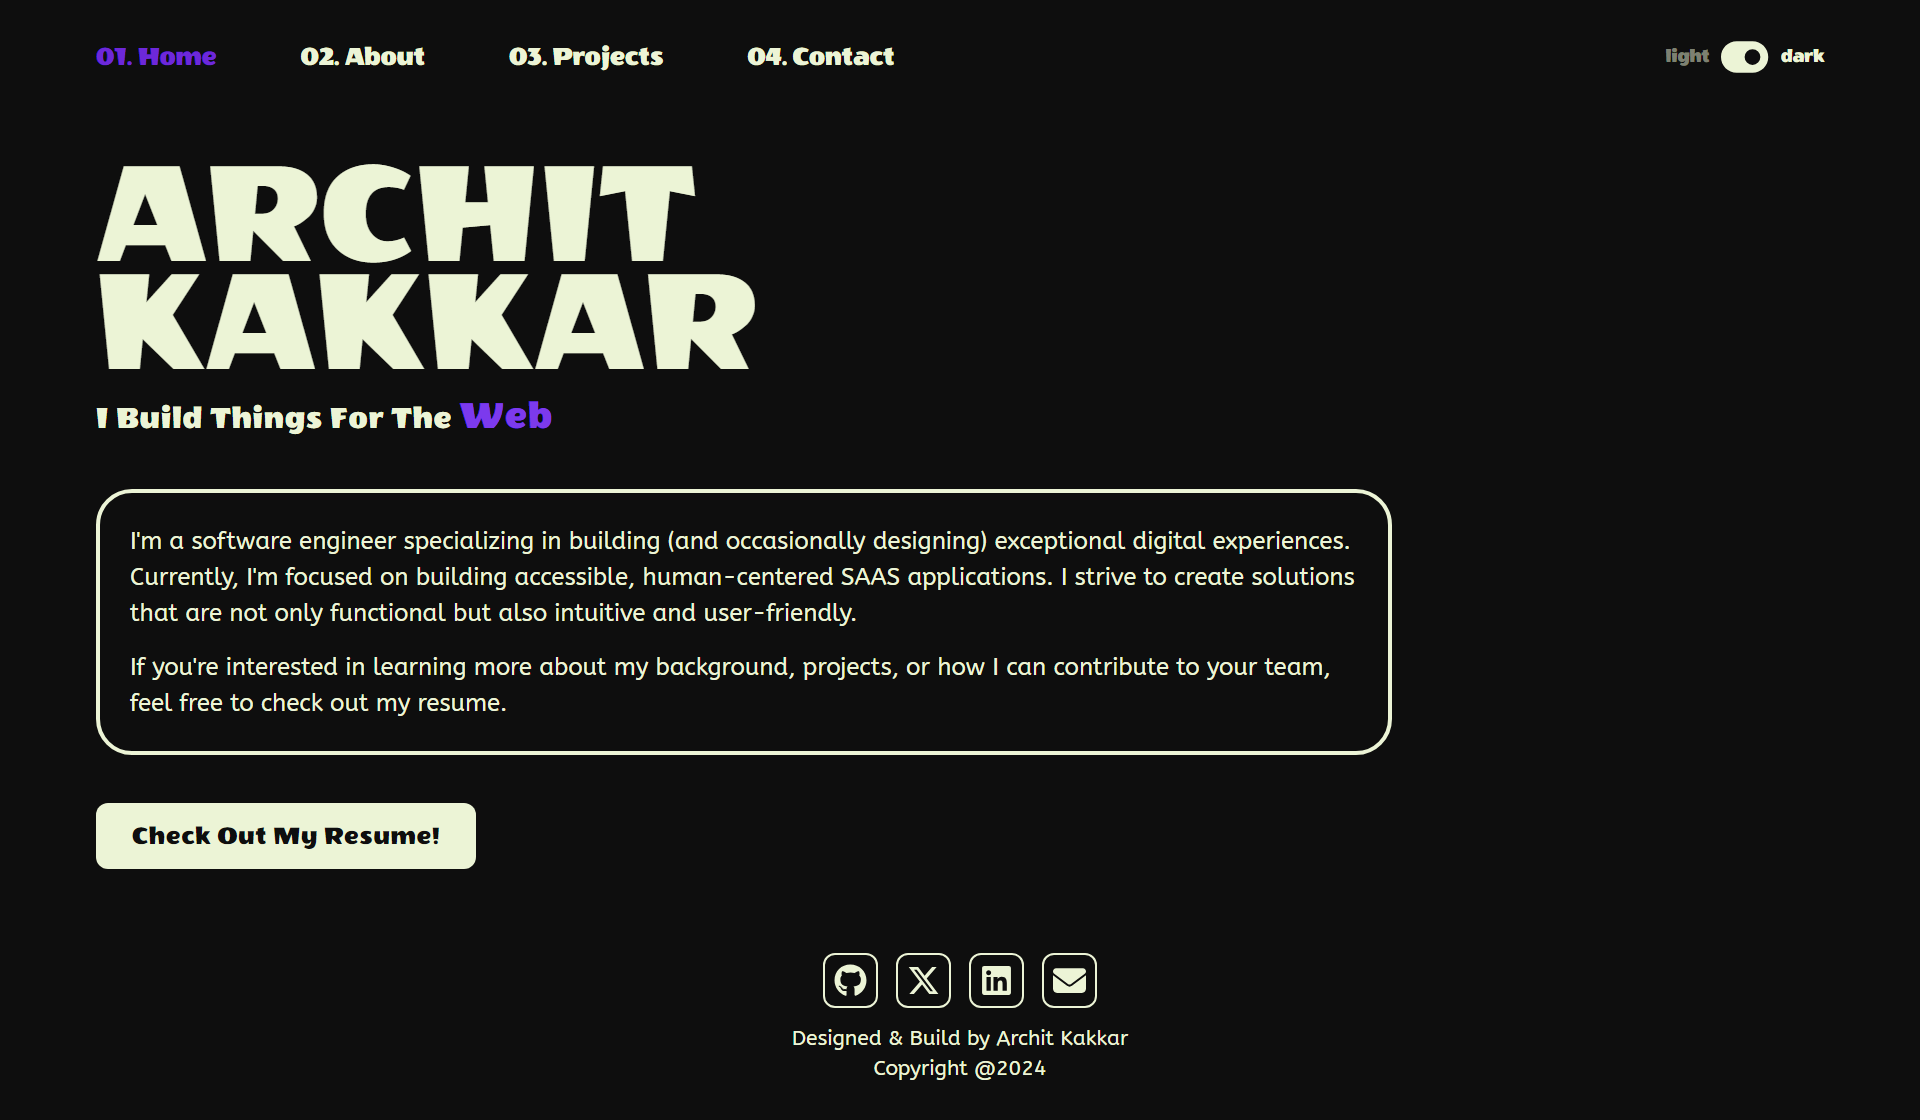 01. Home
02. About
03. Projects
04. Contact
light
dark
ARCHIT
KAKKAR
I Build Things For The Web
I'm a software engineer specializing in building (and occasionally designing) exceptional digital experiences.
Currently, I'm focused on building accessible, human-centered SAAS applications. I strive to create solutions
that are not only functional but also intuitive and user-friendly.
If you're interested in learning more about my background, projects, or how I can contribute to your team,
feel free to check out my resume.
Check Out My Resume!
Designed & Build by Archit Kakkar
Copyright @2024